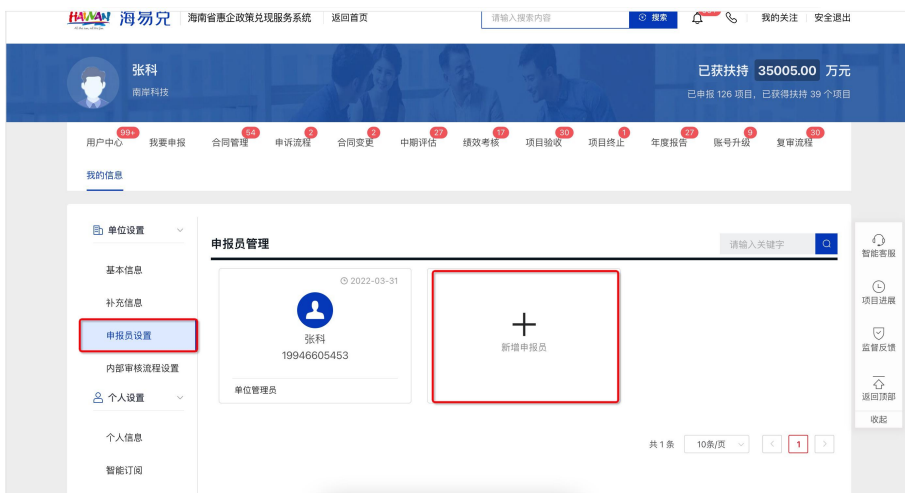 HAINAN 海易兑 海南省惠企政策兑现服务系统 返回首页 请输入搜索内容 搜索 我的关注 安全退出
张科
南岸科技
已获扶持 35005.00 万元
已申报 126 项目，已获得扶持 39 个项目
99+ 54 2 2 27 17 30 1 27 9 30
用户中心 我要申报 合同管理 申诉流程 合同变更 中期评估 绩效考核 项目验收 项目终止 年度报告 账号升级 复审流程
我的信息
单位设置
基本信息
补充信息
申报员设置
内部审核流程设置
个人设置
个人信息
智能订阅
申报员管理 请输入关键字
2022-03-31
张科
19946605453
单位管理员
新增申报员
共 1 条 10条/页 1
智能客服
项目进展
监督反馈
返回顶部
收起